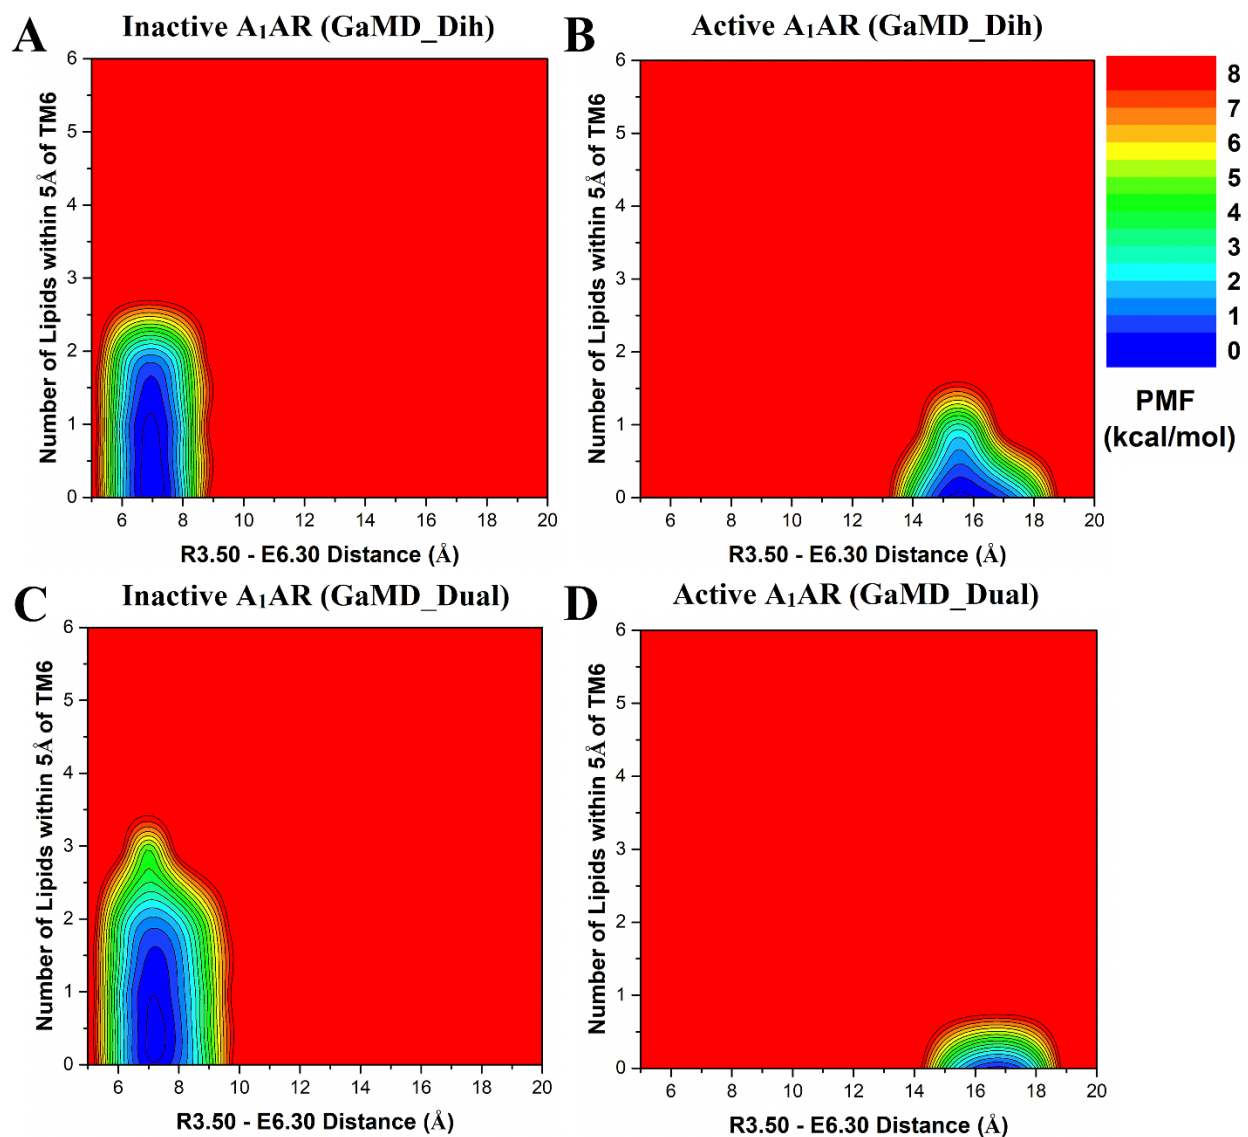 A
Inactive A₁AR (GaMD_Dih)
6
5
4
3
2
1
0
Number of Lipids within 5Å of TM6
6 8 10 12 14 16 18 20
R3.50 - E6.30 Distance (Å)
B
Active A₁AR (GaMD_Dih)
6
5
4
3
2
1
0
Number of Lipids within 5Å of TM6
6 8 10 12 14 16 18 20
R3.50 - E6.30 Distance (Å)
8
7
6
5
4
3
2
1
0
PMF
(kcal/mol)
C
Inactive A₁AR (GaMD_Dual)
6
5
4
3
2
1
0
Number of Lipids within 5Å of TM6
6 8 10 12 14 16 18 20
R3.50 - E6.30 Distance (Å)
D
Active A₁AR (GaMD_Dual)
6
5
4
3
2
1
0
Number of Lipids within 5Å of TM6
6 8 10 12 14 16 18 20
R3.50 - E6.30 Distance (Å)